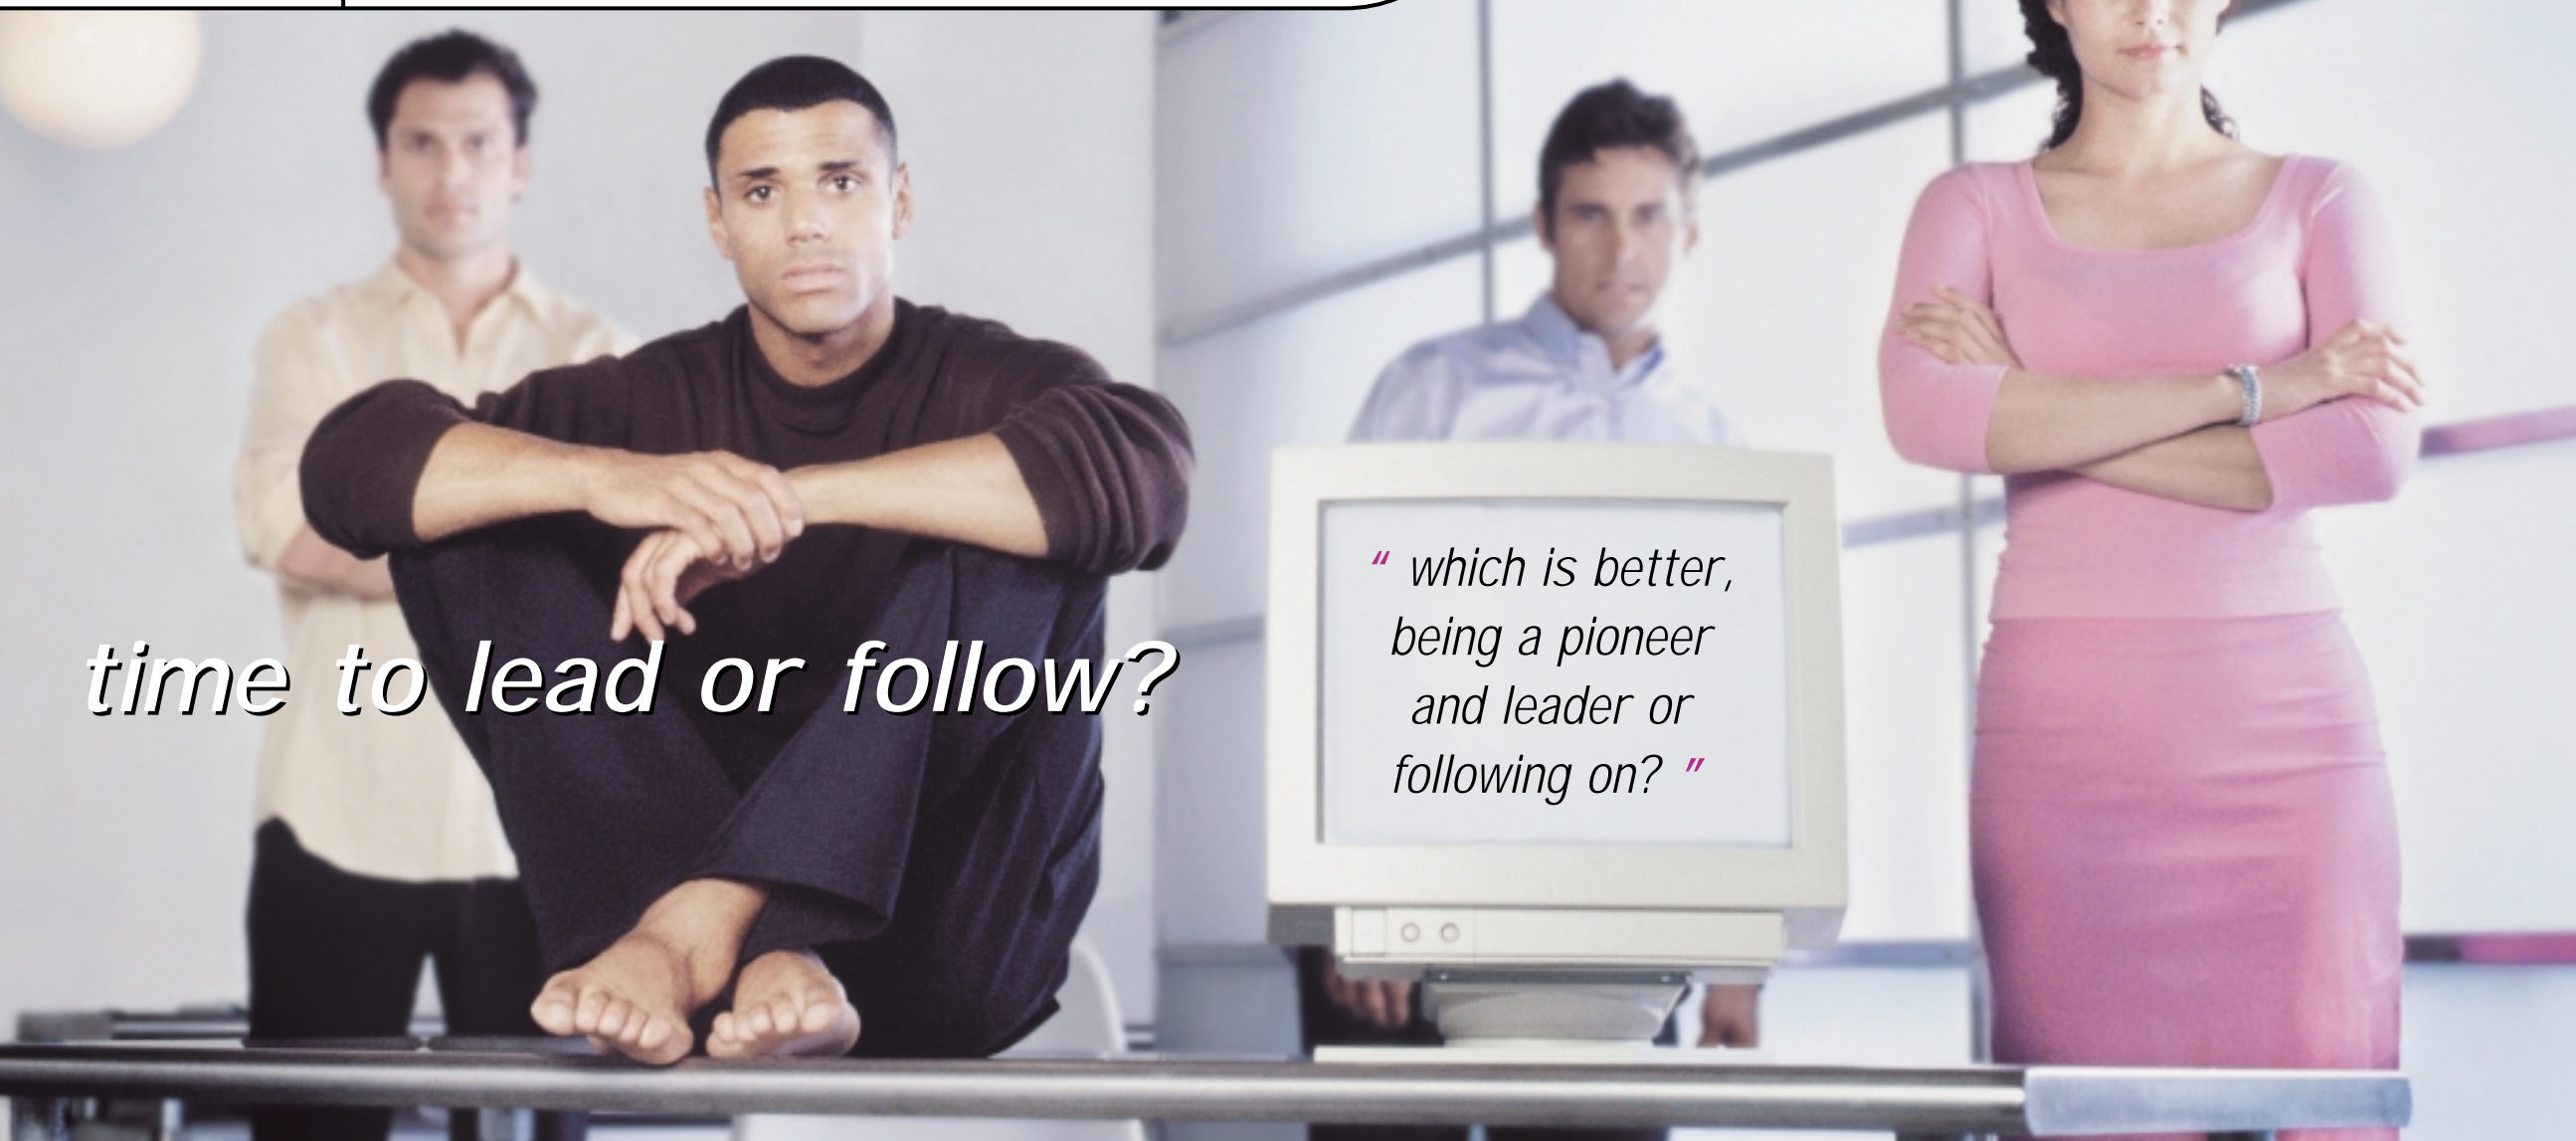 time to lead or follow?
“ which is better,
being a pioneer
and leader or
following on? ”